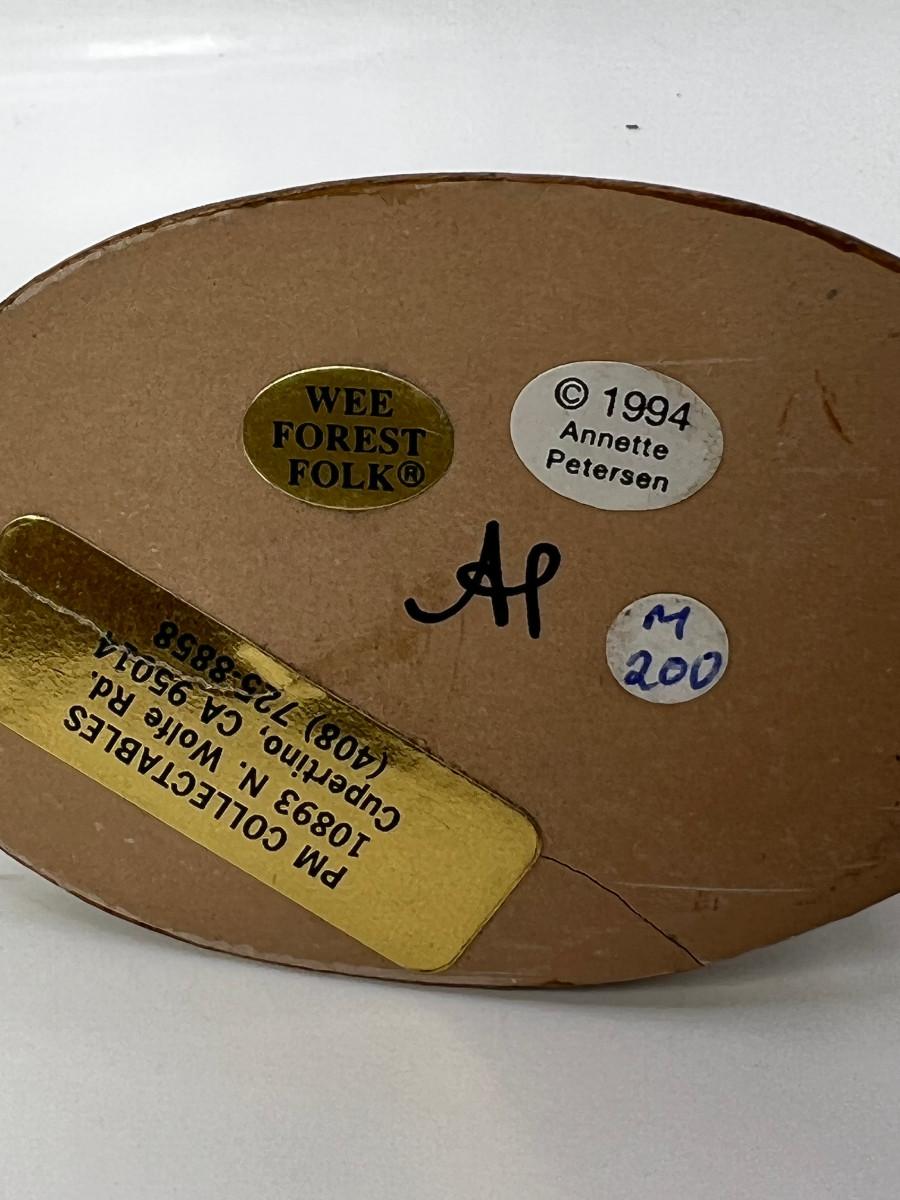 WEE
FOREST
FOLK®
© 1994
Annette
Petersen
AP
M
200
PM COLLECTABLES
10893 N. Wolfe Rd.
Cupertino, CA 95014
(408) 725-8858